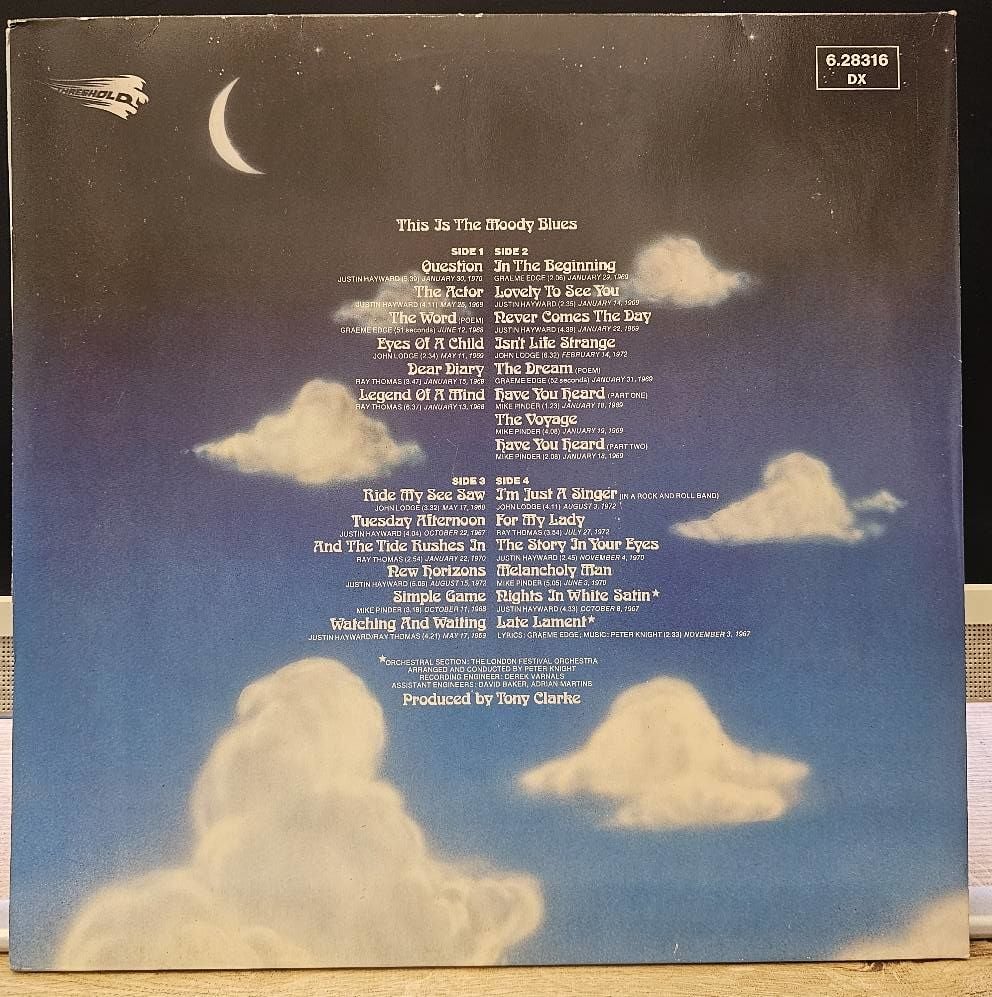 THRESHOLD
6.28316
DX
This Is The Moody Blues
SIDE 1
Question
JUSTIN HAYWARD (5.39) JANUARY 30, 1970
The Actor
JUSTIN HAYWARD (4.11) MAY 25, 1968
The Word (POEM)
GRAEME EDGE (51 seconds) JUNE 12, 1968
Eyes Of A Child
JOHN LODGE (2.34) MAY 11, 1969
Dear Diary
RAY THOMAS (3.47) JANUARY 15, 1969
Legend Of A Mind
RAY THOMAS (6.37) JANUARY 13, 1968
SIDE 2
In The Beginning
GRAEME EDGE (2.06) JANUARY 29, 1969
Lovely To See You
JUSTIN HAYWARD (2.35) JANUARY 14, 1969
Never Comes The Day
JUSTIN HAYWARD (4.39) JANUARY 22, 1969
Isn't Life Strange
JOHN LODGE (6.32) FEBRUARY 14, 1972
The Dream (POEM)
GRAEME EDGE (52 seconds) JANUARY 31, 1969
Have You Heard (PART ONE)
MIKE PINDER (1.23) JANUARY 18, 1969
The Voyage
MIKE PINDER (4.08) JANUARY 19, 1969
Have You Heard (PART TWO)
MIKE PINDER (2.08) JANUARY 18, 1969
SIDE 3
Ride My See Saw
JOHN LODGE (3.32) MAY 17, 1968
Tuesday Afternoon
JUSTIN HAYWARD (4.04) OCTOBER 22, 1967
And The Tide Rushes In
RAY THOMAS (2.54) JANUARY 22, 1970
New Horizons
JUSTIN HAYWARD (5.06) AUGUST 15, 1972
Simple Game
MIKE PINDER (3.18) OCTOBER 11, 1968
Watching And Waiting
JUSTIN HAYWARD/RAY THOMAS (4.21) MAY 17, 1969
SIDE 4
I'm Just A Singer (IN A ROCK AND ROLL BAND)
JOHN LODGE (4.11) AUGUST 3, 1972
For My Lady
RAY THOMAS (3.54) JULY 27, 1972
The Story In Your Eyes
JUSTIN HAYWARD (2.45) NOVEMBER 4, 1970
Melancholy Man
MIKE PINDER (5.05) JUNE 3, 1970
Nights In White Satin★
JUSTIN HAYWARD (4.33) OCTOBER 8, 1967
Late Lament★
LYRICS: GRAEME EDGE; MUSIC: PETER KNIGHT (2.33) NOVEMBER 3, 1967
★ORCHESTRAL SECTION: THE LONDON FESTIVAL ORCHESTRA
ARRANGED AND CONDUCTED BY PETER KNIGHT
RECORDING ENGINEER: DEREK VARNALS
ASSISTANT ENGINEERS: DAVID BAKER, ADRIAN MARTINS
Produced by Tony Clarke